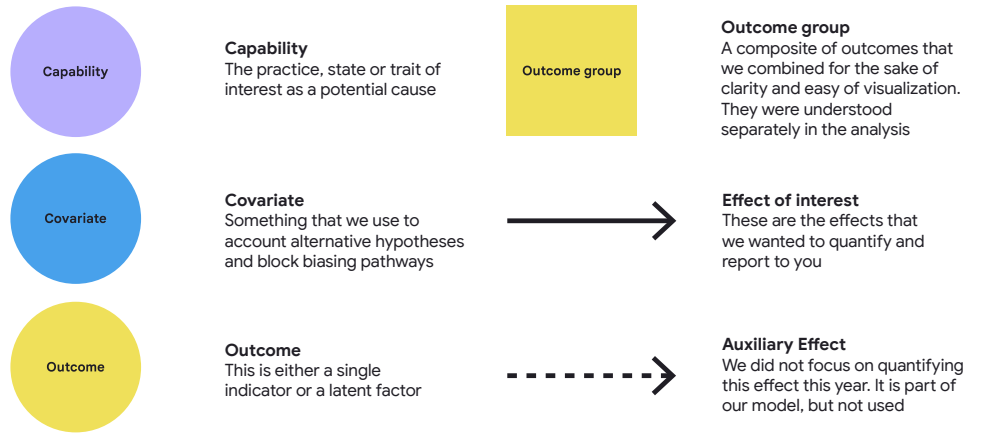 Capability
Capability
The practice, state or trait of
interest as a potential cause
Outcome group
Outcome group
A composite of outcomes that
we combined for the sake of
clarity and easy of visualization.
They were understood
separately in the analysis
Covariate
Covariate
Something that we use to
account alternative hypotheses
and block biasing pathways
Effect of interest
These are the effects that
we wanted to quantify and
report to you
Outcome
Outcome
This is either a single
indicator or a latent factor
Auxiliary Effect
We did not focus on quantifying
this effect this year. It is part of
our model, but not used